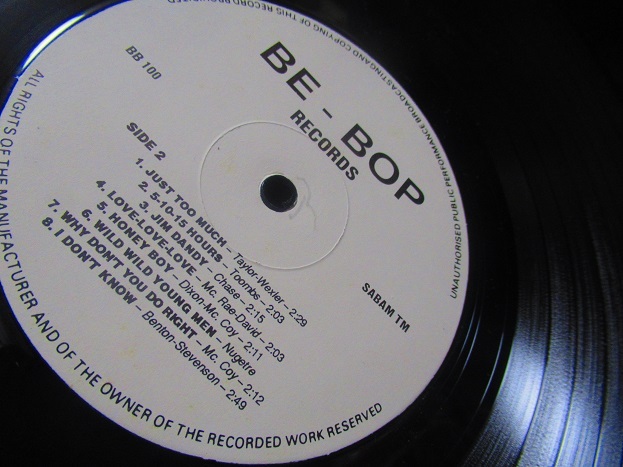 BE - BOP
RECORDS
BB 100
SABAM TM
SIDE 2
1. JUST TOO MUCH – Taylor-Wexler – 2:29
2. 5-10-15 HOURS – Toombs – 2:03
3. JIM DANDY – Chase – 2:15
4. LOVE-LOVE-LOVE – Mc. Rae-David – 2:03
5. HONEY BOY – Dixon-Mc. Coy – 2:11
6. WILD WILD YOUNG MEN – Nugetre
7. WHY DON'T YOU DO RIGHT – Mc. Coy – 2:12
8. I DON'T KNOW – Benton-Stevenson – 2:49
ALL RIGHTS OF THE MANUFACTURER AND OF THE OWNER OF THE RECORDED WORK RESERVED
UNAUTHORISED PUBLIC PERFORMANCE BROADCASTING AND COPYING OF THIS RECORD PROHIBITED